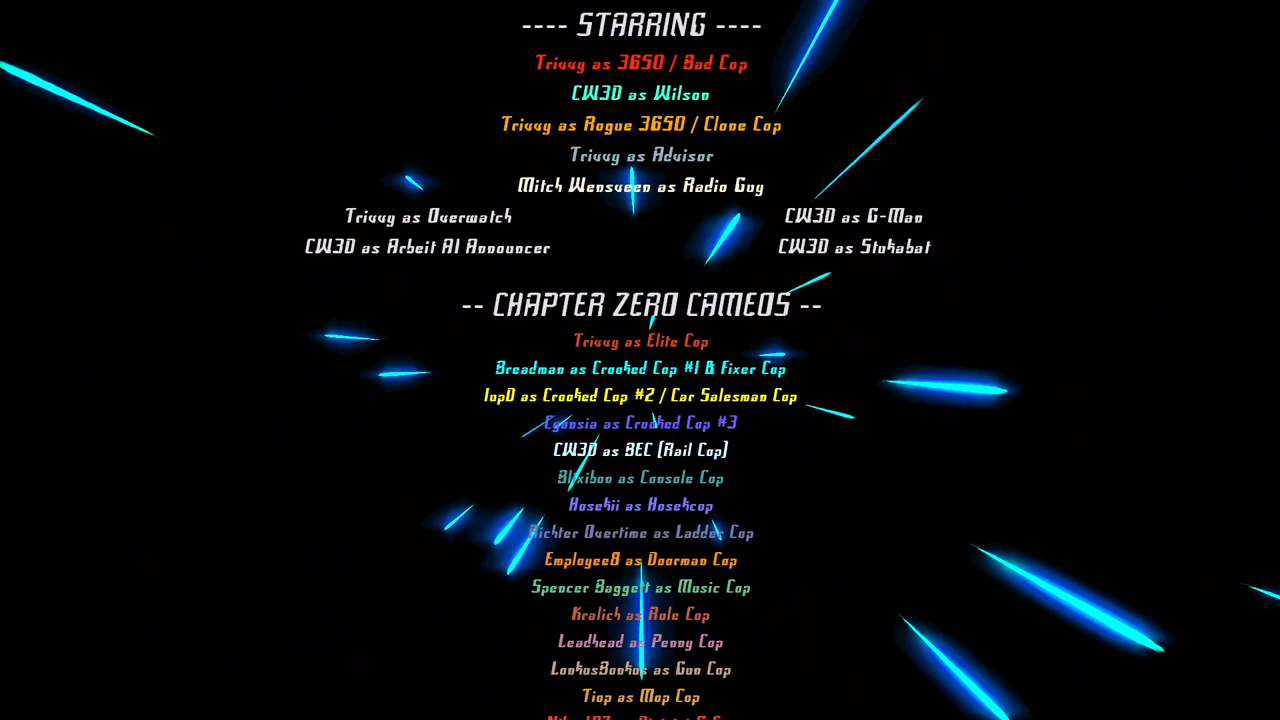 ---- STARRING ----
Trivvy as 3650 / Bad Cop
CW3D as Wilson
Trivvy as Rogue 3650 / Clone Cop
Trivvy as Advisor
Mitch Wensveen as Radio Guy
Trivvy as Overwatch
CW3D as G-Man
CW3D as Arbeit AI Announcer
CW3D as Stukabat
-- CHAPTER ZERO CAMEOS --
Trivvy as Elite Cop
Breadman as Crooked Cop #1 & Fixer Cop
1upD as Crooked Cop #2 / Car Salesman Cop
as Crooked Cop #3
CW3D as BEC (Rail Cop)
Blixibon as Console Cop
Hosekii as Hosekcop
Richter Overtime as Ladder Cop
Employee8 as Doorman Cop
Spencer Baggett as Music Cop
Kralich as Rule Cop
Leadhead as Penny Cop
LonkusBonkus as Gun Cop
Tiop as Mop Cop